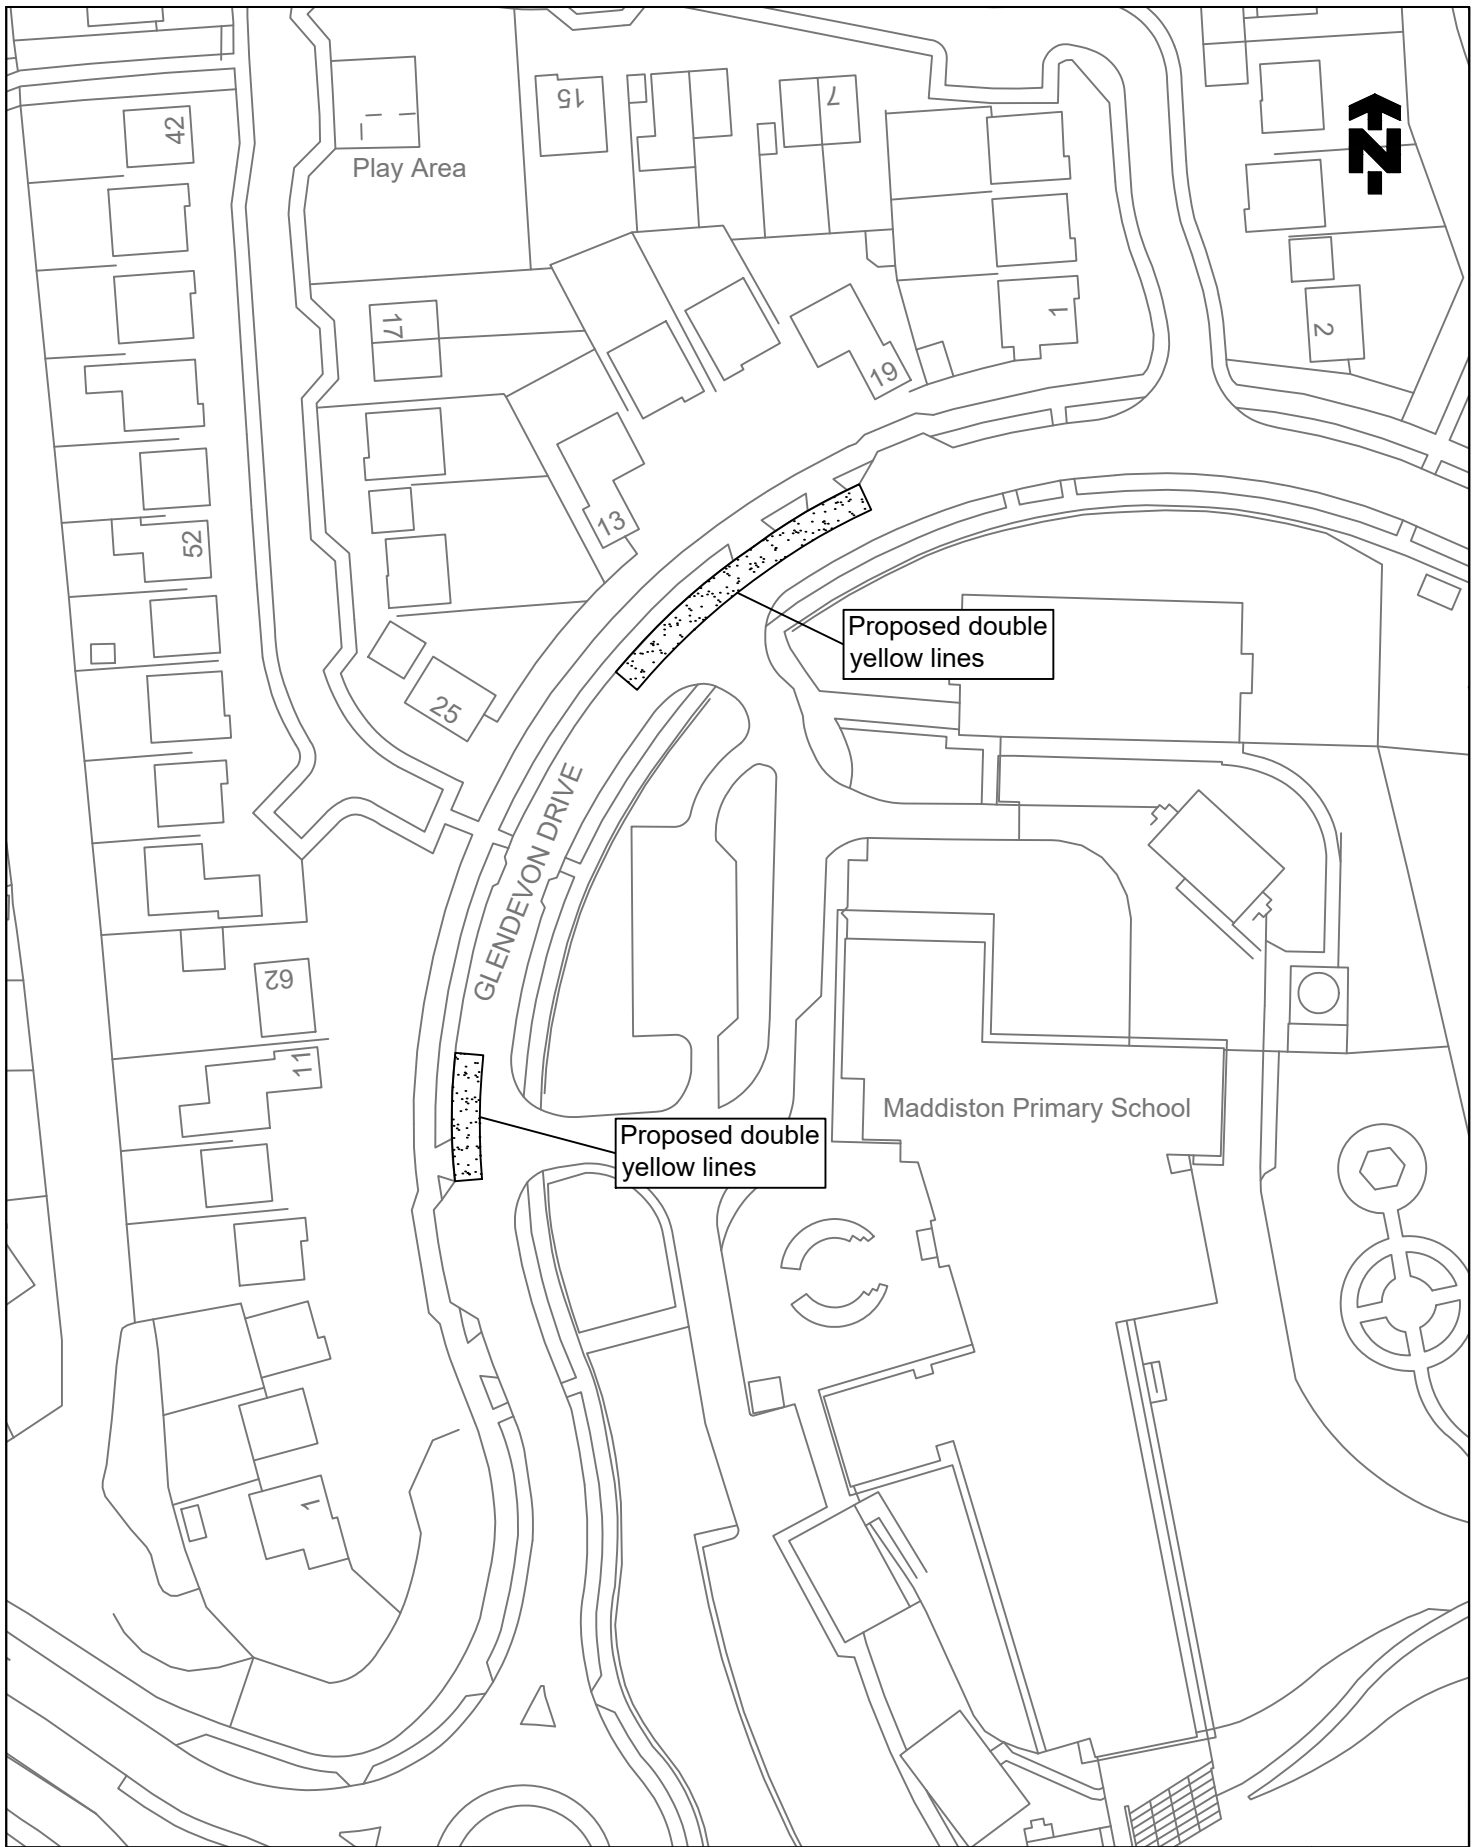 42
15
7
Play Area
N
17
1
2
19
13
52
Proposed double
yellow lines
25
GLENDEVON DRIVE
62
11
Maddiston Primary School
Proposed double
yellow lines
1